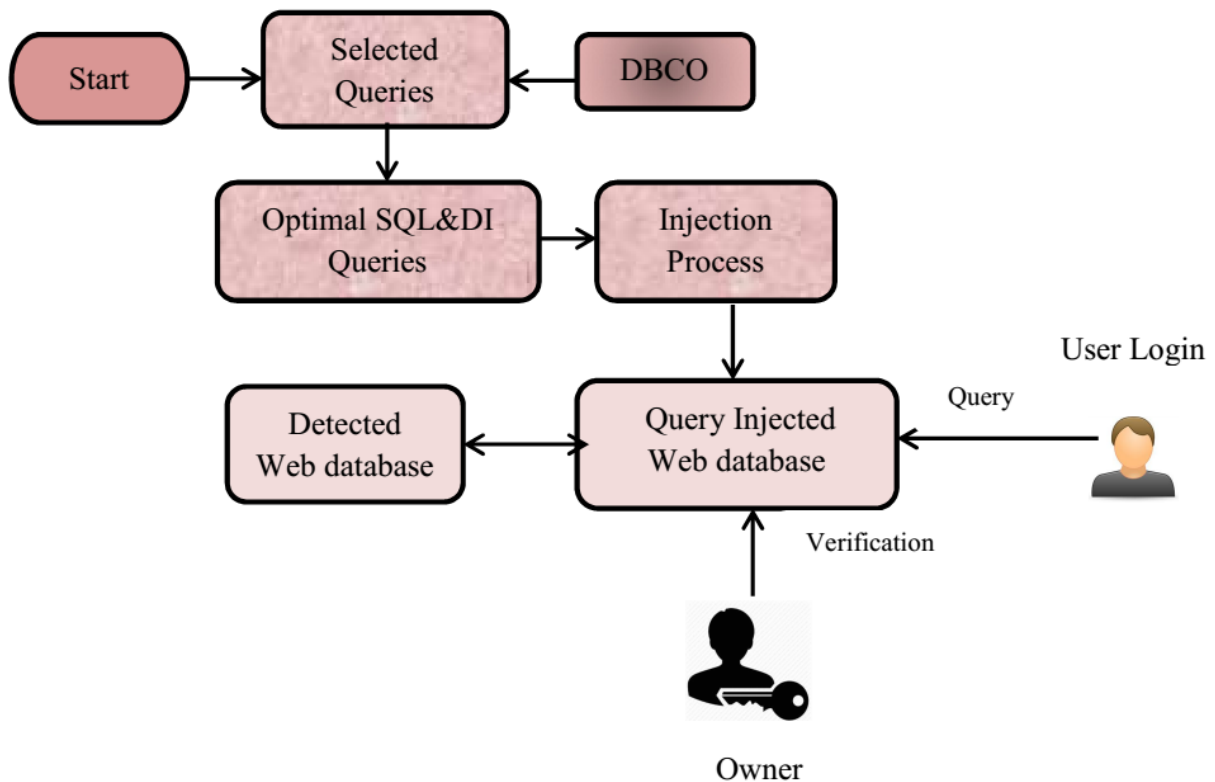 Start
Selected
Queries
DBCO
Optimal SQL&DI
Queries
Injection
Process
User Login
Query
Detected
Web database
Query Injected
Web database
Verification
Owner